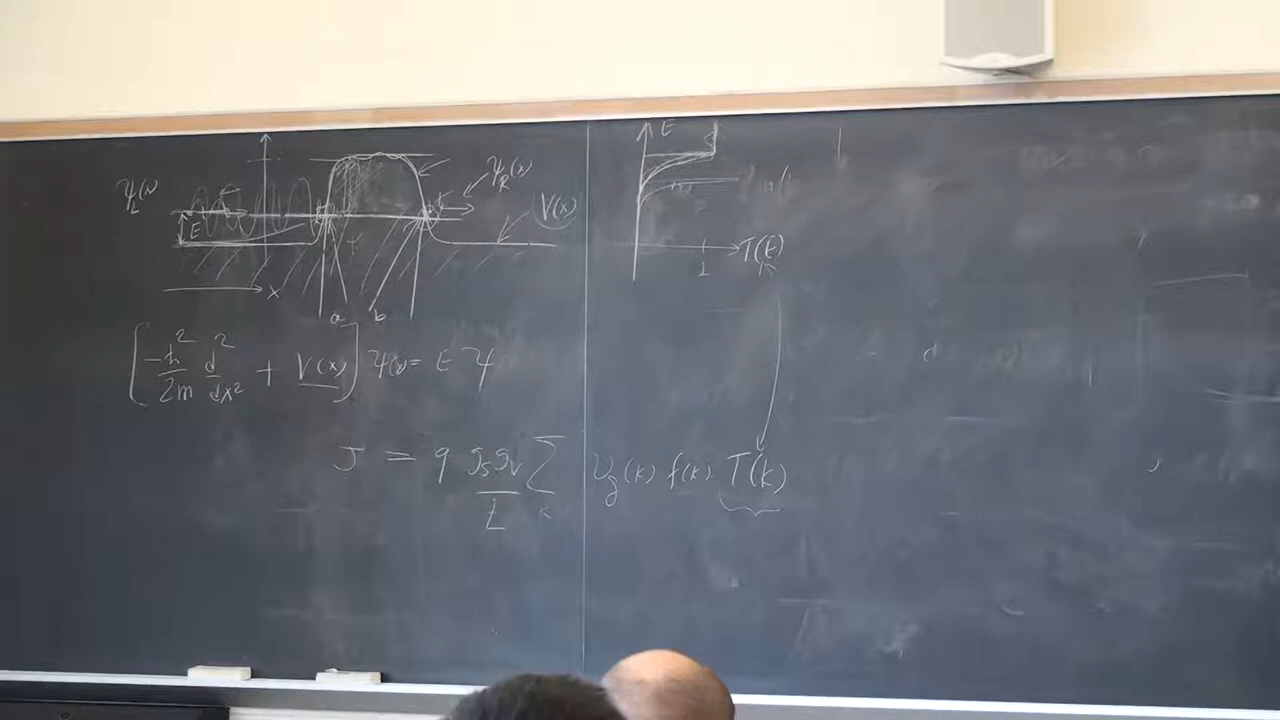 E
ψ_R(x)
ψ_L(x)
V(x)
E
T(E)
1
x
a b
[-ħ²/2m d²/dx² + V(x)] ψ(x) = E ψ
J = q g_s g_v/L Σ_k v_g(k) f(k) T(k)